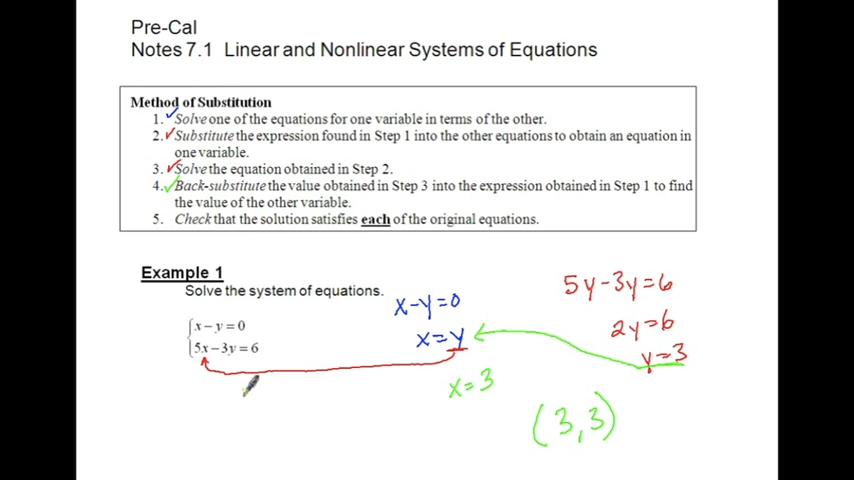 Pre-Cal
Notes 7.1 Linear and Nonlinear Systems of Equations
Method of Substitution
1. Solve one of the equations for one variable in terms of the other.
2. Substitute the expression found in Step 1 into the other equations to obtain an equation in
one variable.
3. Solve the equation obtained in Step 2.
4. Back-substitute the value obtained in Step 3 into the expression obtained in Step 1 to find
the value of the other variable.
5. Check that the solution satisfies each of the original equations.
Example 1
Solve the system of equations.
x − y = 0
5x − 3y = 6
x-y=0
x=y
x=3
5y-3y=6
2y=6
y=3
(3,3)